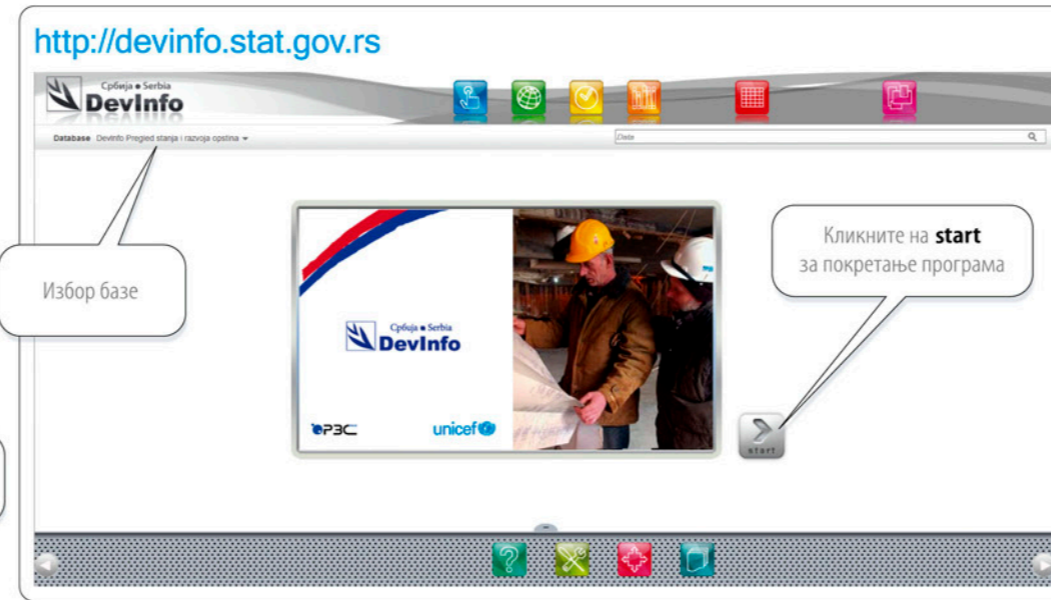 http://devinfo.stat.gov.rs
Србија ● Serbia
DevInfo
Database DevInfo Pregled stanja i razvoja opstina
Dete
Избор базе
Кликните на start
за покретање програма
Србија ● Serbia
DevInfo
РЗС
unicef
start